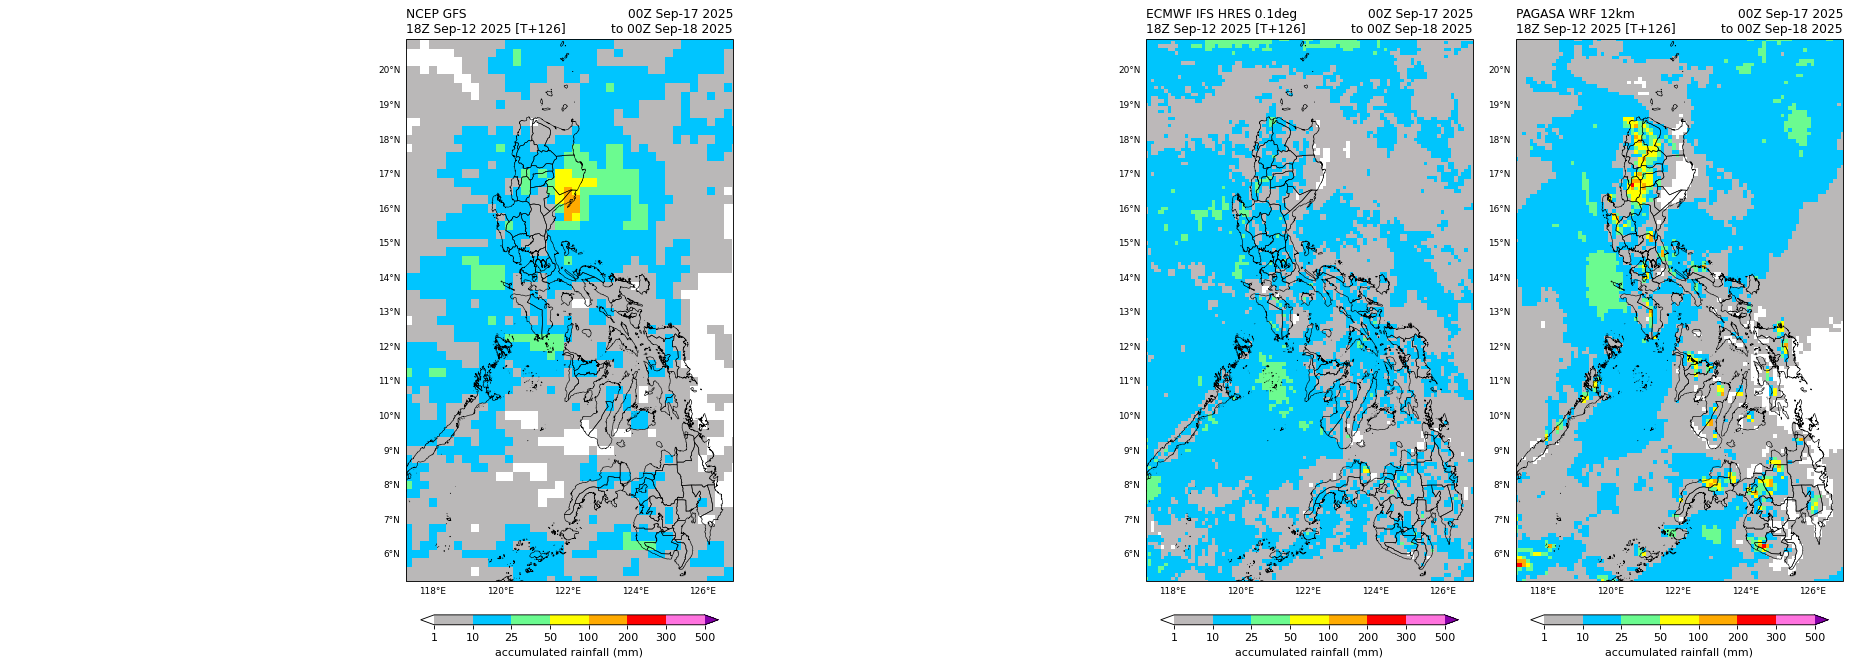 NCEP GFS 00Z Sep-17 2025
18Z Sep-12 2025 [T+126] to 00Z Sep-18 2025
20°N
19°N
18°N
17°N
16°N
15°N
14°N
13°N
12°N
11°N
10°N
9°N
8°N
7°N
6°N
118°E 120°E 122°E 124°E 126°E
1 10 25 50 100 200 300 500
accumulated rainfall (mm)
ECMWF IFS HRES 0.1deg 00Z Sep-17 2025
18Z Sep-12 2025 [T+126] to 00Z Sep-18 2025
20°N
19°N
18°N
17°N
16°N
15°N
14°N
13°N
12°N
11°N
10°N
9°N
8°N
7°N
6°N
118°E 120°E 122°E 124°E 126°E
1 10 25 50 100 200 300 500
accumulated rainfall (mm)
PAGASA WRF 12km 00Z Sep-17 2025
18Z Sep-12 2025 [T+126] to 00Z Sep-18 2025
20°N
19°N
18°N
17°N
16°N
15°N
14°N
13°N
12°N
11°N
10°N
9°N
8°N
7°N
6°N
118°E 120°E 122°E 124°E 126°E
1 10 25 50 100 200 300 500
accumulated rainfall (mm)